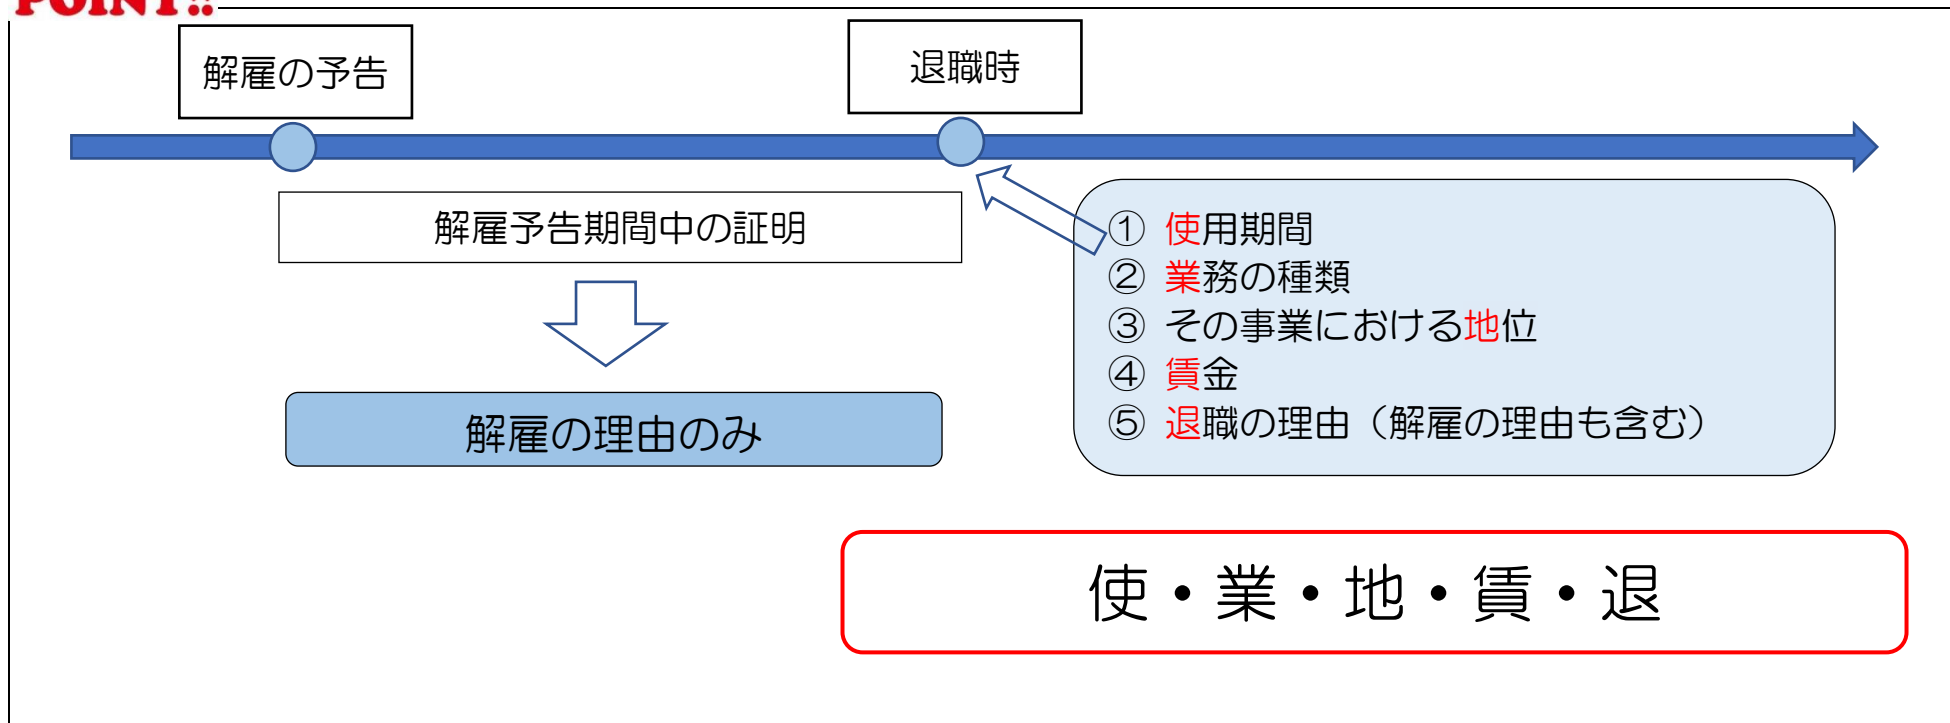 POINT!!
解雇の予告
退職時
解雇予告期間中の証明
解雇の理由のみ
① 使用期間
② 業務の種類
③ その事業における地位
④ 賃金
⑤ 退職の理由（解雇の理由も含む）
使・業・地・賃・退